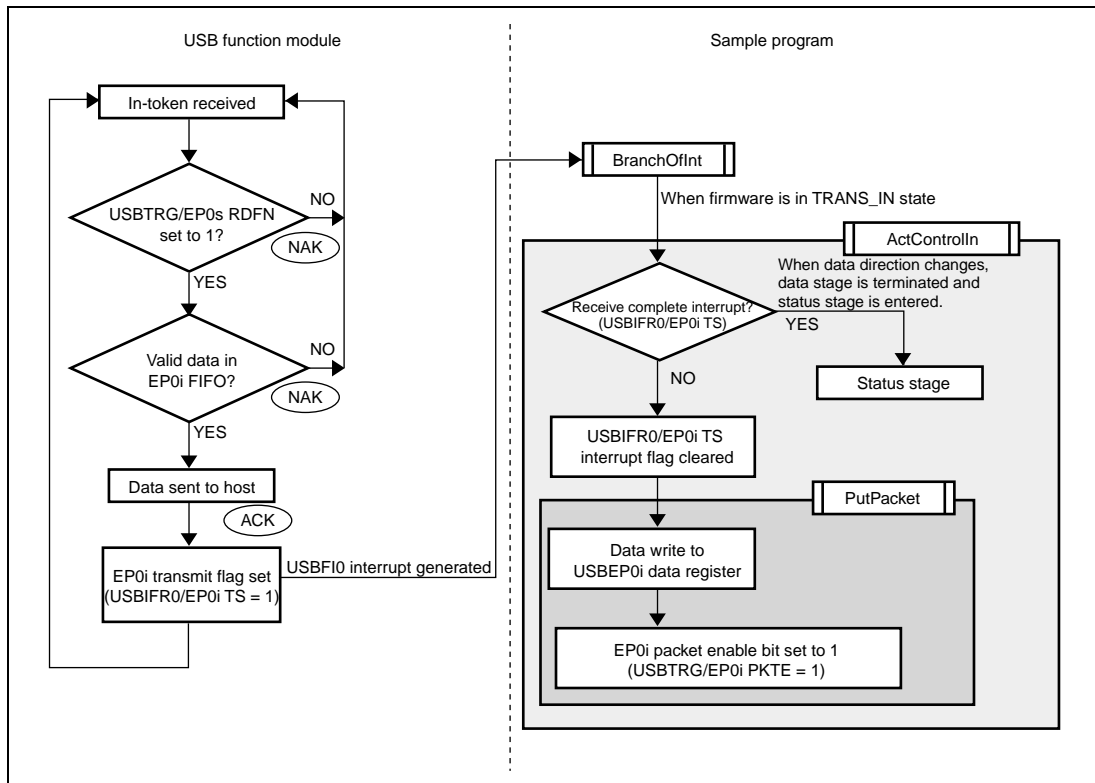 USB function module
Sample program
In-token received
BranchOfInt
When firmware is in TRANS_IN state
USBTRG/EP0s RDFN
set to 1?
NO
NAK
YES
ActControlIn
When data direction changes,
data stage is terminated and
status stage is entered.
Receive complete interrupt?
(USBIFR0/EP0i TS)
YES
Valid data in
EP0i FIFO?
NO
NAK
YES
NO
Status stage
USBIFR0/EP0i TS
interrupt flag cleared
Data sent to host
ACK
PutPacket
Data write to
USBEP0i data register
EP0i transmit flag set
(USBIFR0/EP0i TS = 1)
USBFI0 interrupt generated
EP0i packet enable bit set to 1
(USBTRG/EP0i PKTE = 1)